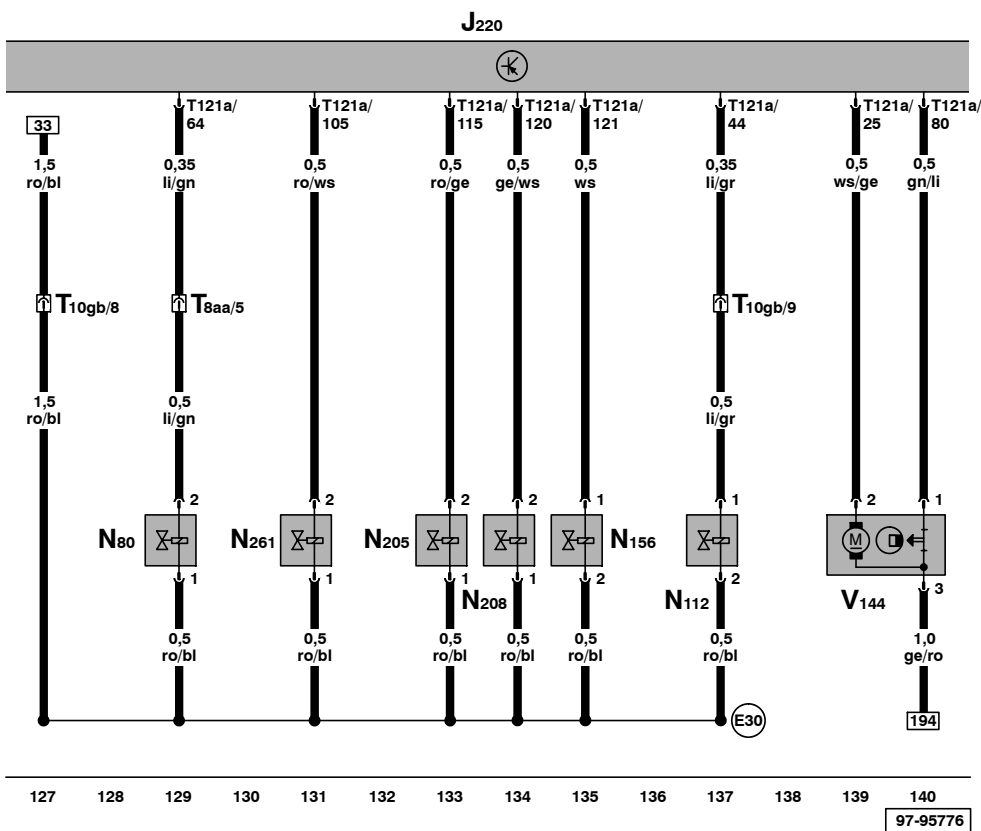 J220
T121a/ T121a/ T121a/ T121a/ T121a/ T121a/ T121a/ T121a/
64 105 115 120 121 44 25 80
33
1,5 0,35 0,5 0,5 0,5 0,5 0,35 0,5 0,5
ro/bl li/gn ro/ws ro/ge ge/ws ws li/gr ws/ge gn/li
T10gb/8 T8aa/5 T10gb/9
1,5 0,5 0,5
ro/bl li/gn li/gr
2 2 2 2 1 1 2 1
N80 N261 N205 N156 M
1 1 1 1 2 2 3
N208 N112 V144
0,5 0,5 0,5 0,5 0,5 0,5 1,0
ro/bl ro/bl ro/bl ro/bl ro/bl ro/bl ge/ro
E30 194
127 128 129 130 131 132 133 134 135 136 137 138 139 140
97-95776